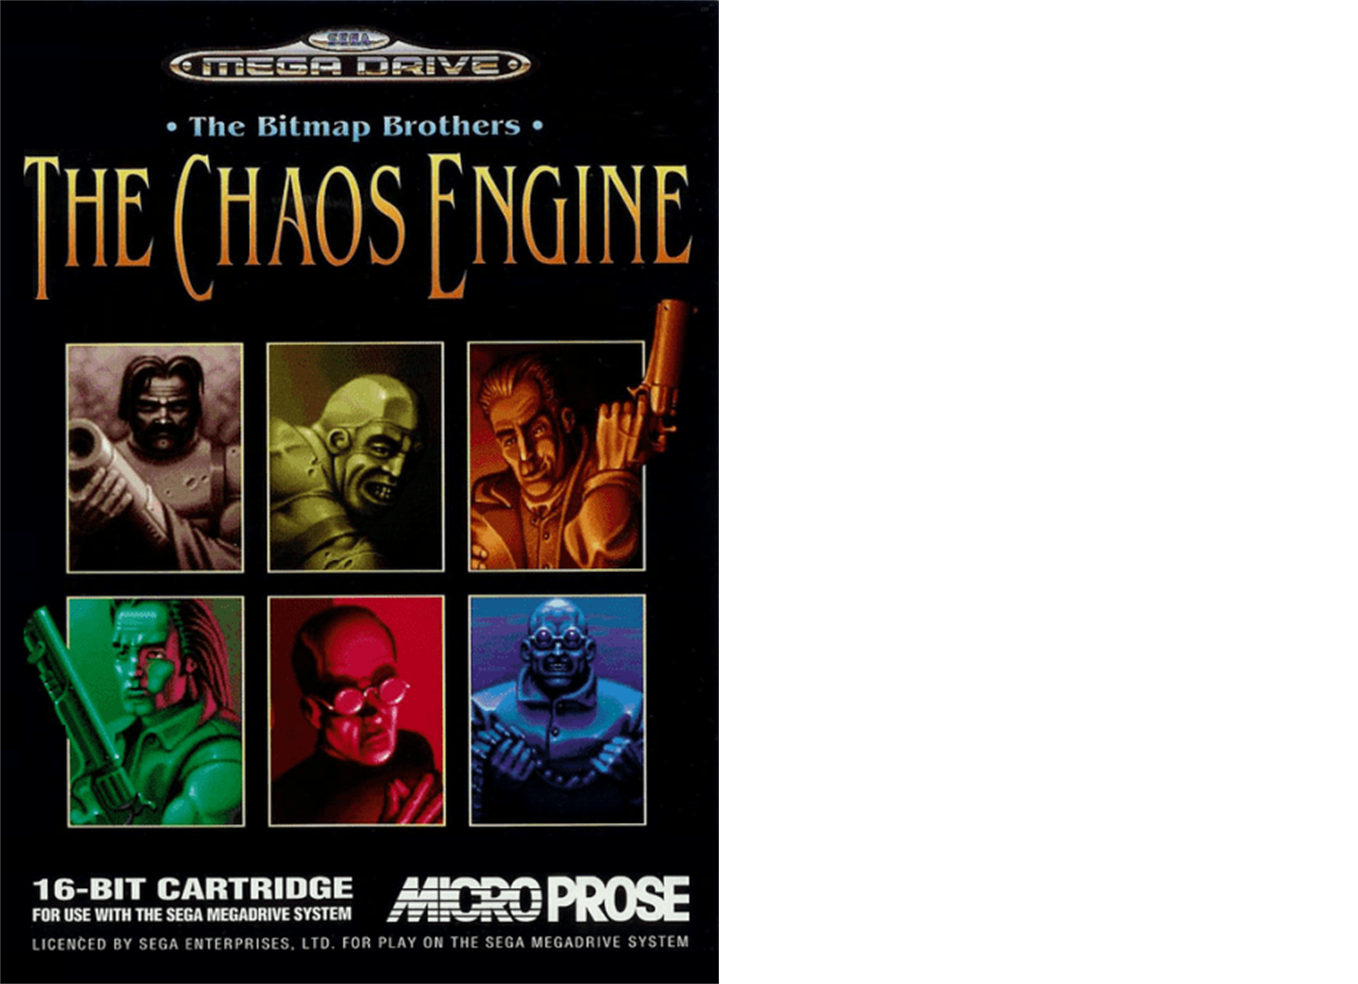 SEGA
MEGA DRIVE
• The Bitmap Brothers •
THE CHAOS ENGINE
16-BIT CARTRIDGE
FOR USE WITH THE SEGA MEGADRIVE SYSTEM
MICROPROSE
LICENCED BY SEGA ENTERPRISES, LTD. FOR PLAY ON THE SEGA MEGADRIVE SYSTEM